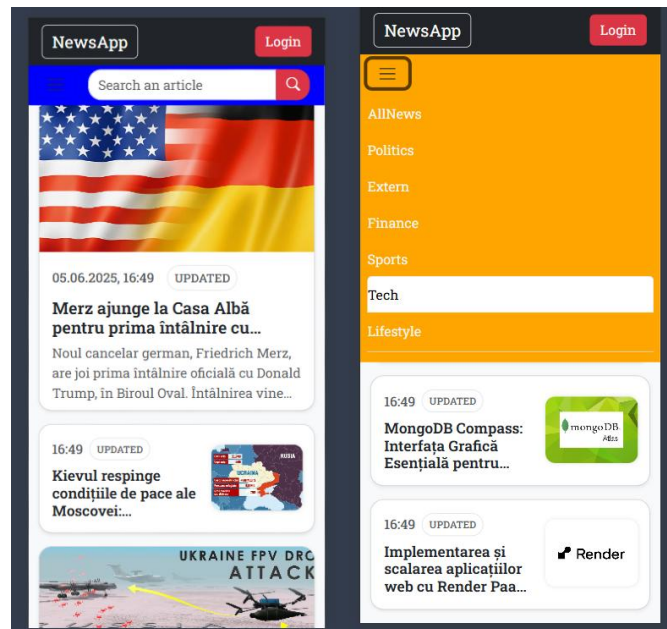 NewsApp
Login
Search an article
05.06.2025, 16:49 UPDATED
Merz ajunge la Casa Albă
pentru prima întâlnire cu...
Noul cancelar german, Friedrich Merz,
are joi prima întâlnire oficială cu Donald
Trump, în Biroul Oval. Întâlnirea vine...
16:49 UPDATED
Kievul respinge
condițiile de pace ale
Moscovei:...
RUSIA
UCRAINA
UKRAINE FPV DRO
ATTACK
NewsApp
Login
AllNews
Politics
Extern
Finance
Sports
Tech
Lifestyle
16:49 UPDATED
MongoDB Compass:
Interfața Grafică
Esențială pentru...
mongoDB.
Atlas
16:49 UPDATED
Implementarea și
scalarea aplicațiilor
web cu Render Paa...
Render